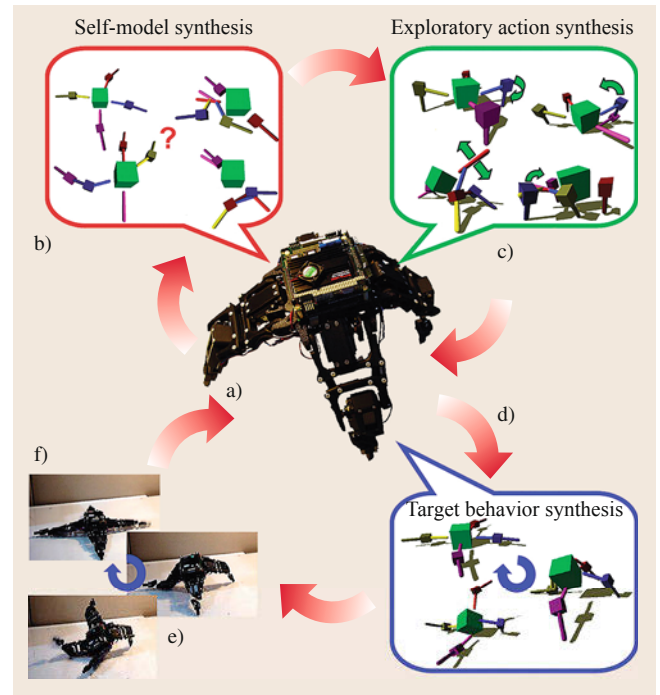 Self-model synthesis
Exploratory action synthesis
?
b)
c)
a)
d)
f)
Target behavior synthesis
e)